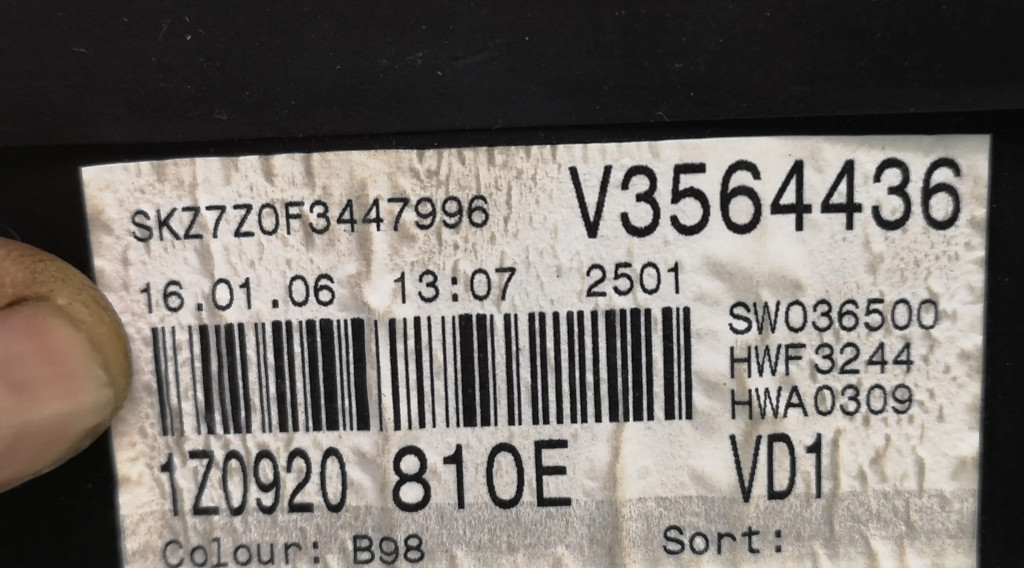 SKZ7Z0F3447996 V3564436
16.01.06 13:07 2501
SW036500
HWF3244
HWA0309
1Z0920 810E VD1
Colour: B98 Sort: